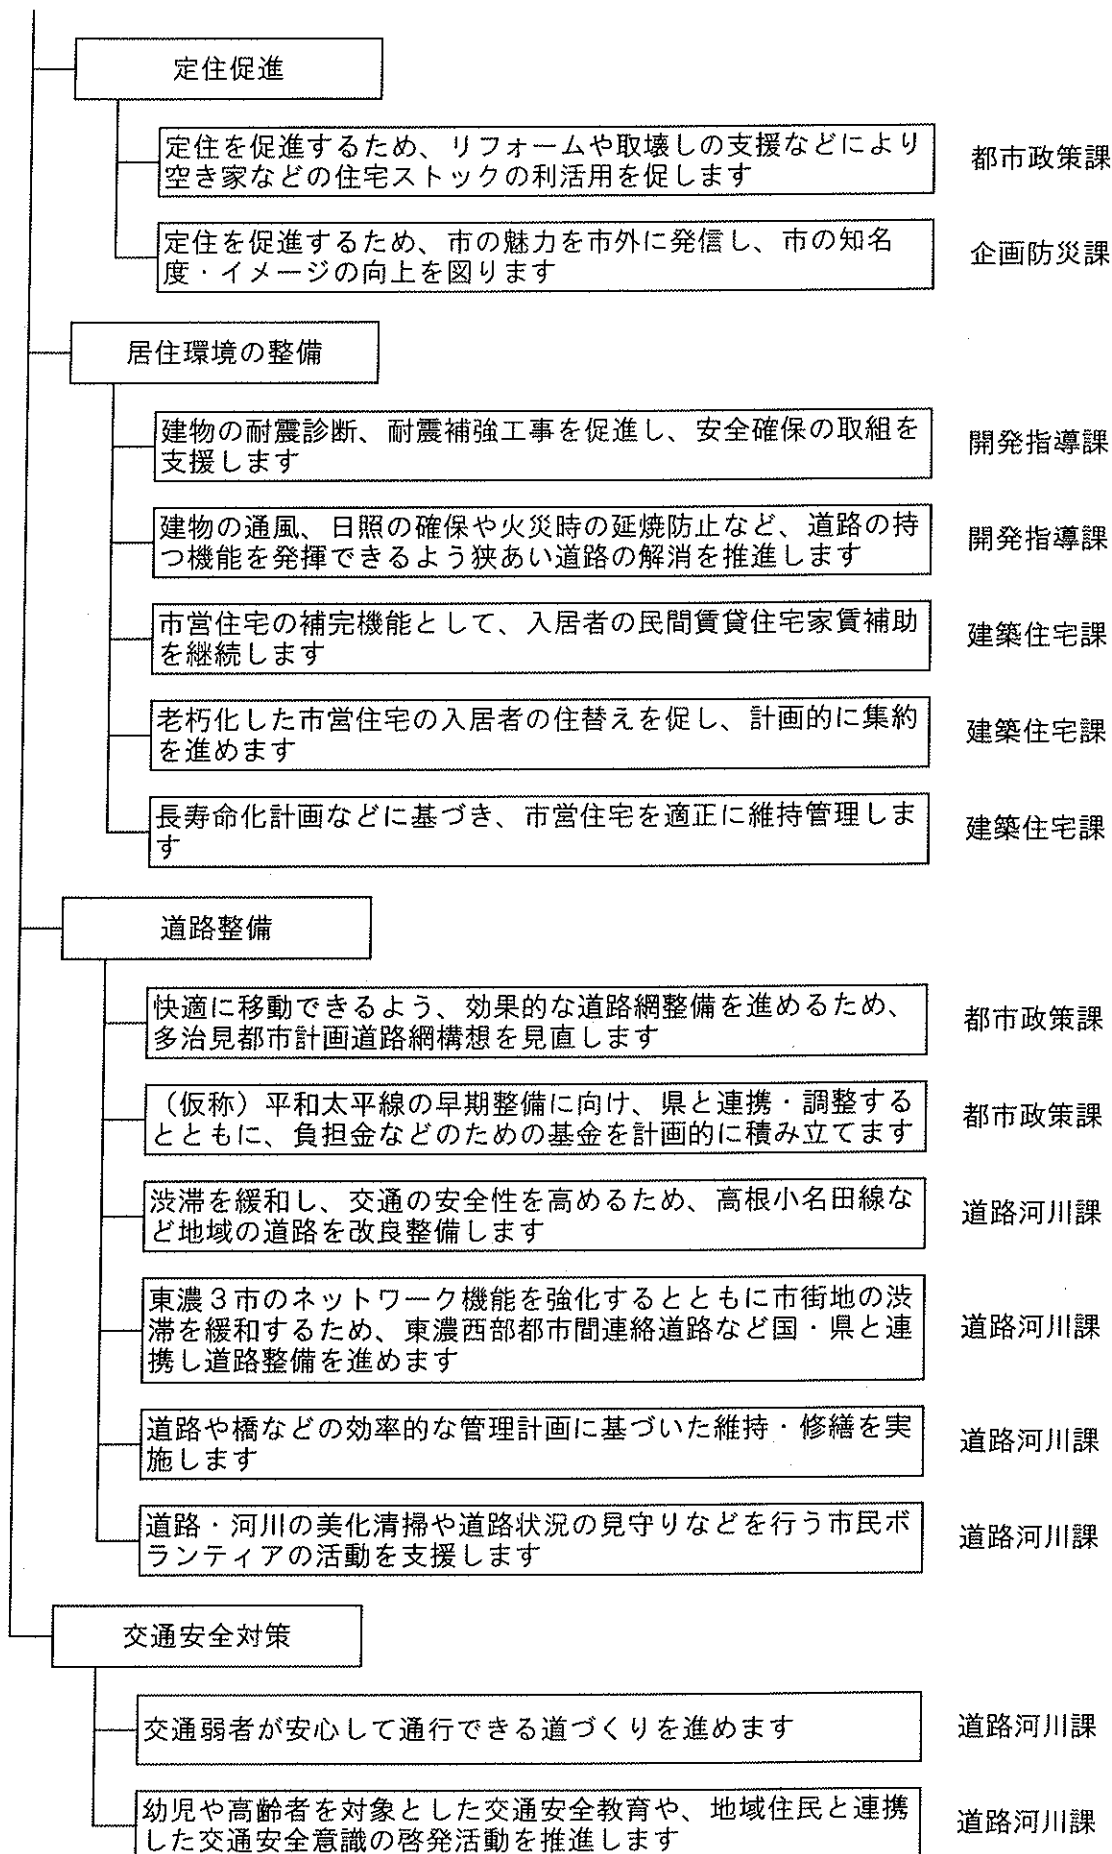 定住促進
定住を促進するため、リフォームや取壊しの支援などにより
空き家などの住宅ストックの利活用を促します
都市政策課
定住を促進するため、市の魅力を市外に発信し、市の知名
度・イメージの向上を図ります
企画防災課
居住環境の整備
建物の耐震診断、耐震補強工事を促進し、安全確保の取組を
支援します
開発指導課
建物の通風、日照の確保や火災時の延焼防止など、道路の持
つ機能を発揮できるよう狭あい道路の解消を推進します
開発指導課
市営住宅の補完機能として、入居者の民間賃貸住宅家賃補助
を継続します
建築住宅課
老朽化した市営住宅の入居者の住替えを促し、計画的に集約
を進めます
建築住宅課
長寿命化計画などに基づき、市営住宅を適正に維持管理しま
す
建築住宅課
道路整備
快適に移動できるよう、効果的な道路網整備を進めるため、
多治見都市計画道路網構想を見直します
都市政策課
（仮称）平和太平線の早期整備に向け、県と連携・調整する
とともに、負担金などのための基金を計画的に積み立てます
都市政策課
渋滞を緩和し、交通の安全性を高めるため、高根小名田線な
ど地域の道路を改良整備します
道路河川課
東濃３市のネットワーク機能を強化するとともに市街地の渋
滞を緩和するため、東濃西部都市間連絡道路など国・県と連
携し道路整備を進めます
道路河川課
道路や橋などの効率的な管理計画に基づいた維持・修繕を実
施します
道路河川課
道路・河川の美化清掃や道路状況の見守りなどを行う市民ボ
ランティアの活動を支援します
道路河川課
交通安全対策
交通弱者が安心して通行できる道づくりを進めます
道路河川課
幼児や高齢者を対象とした交通安全教育や、地域住民と連携
した交通安全意識の啓発活動を推進します
道路河川課